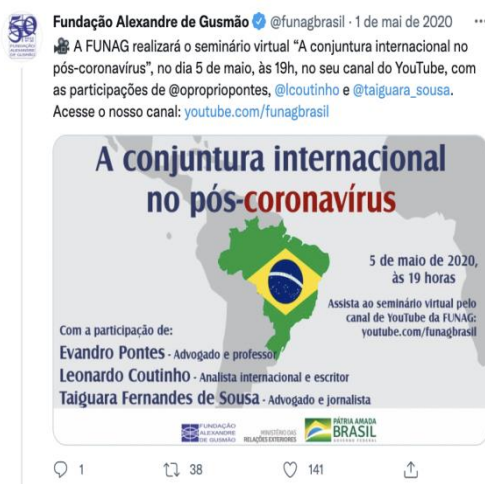 Fundação Alexandre de Gusmão @funagbrasil · 1 de mai de 2020 ...
A FUNAG realizará o seminário virtual “A conjuntura internacional no
pós-coronavírus”, no dia 5 de maio, às 19h, no seu canal do YouTube, com
as participações de @opropriopontes, @lcoutinho e @taiguara_sousa.
Acesse o nosso canal: youtube.com/funagbrasil
A conjuntura internacional
no pós-coronavírus
5 de maio de 2020,
às 19 horas
Assista ao seminário virtual pelo
canal de YouTube da FUNAG:
youtube.com/funagbrasil
Com a participação de:
Evandro Pontes - Advogado e professor
Leonardo Coutinho - Analista internacional e escritor
Taiguara Fernandes de Sousa - Advogado e jornalista
FUNDAÇÃO
ALEXANDRE
DE GUSMÃO
MINISTÉRIO DAS
RELAÇÕES EXTERIORES
PÁTRIA AMADA
BRASIL
GOVERNO FEDERAL
1 38 141